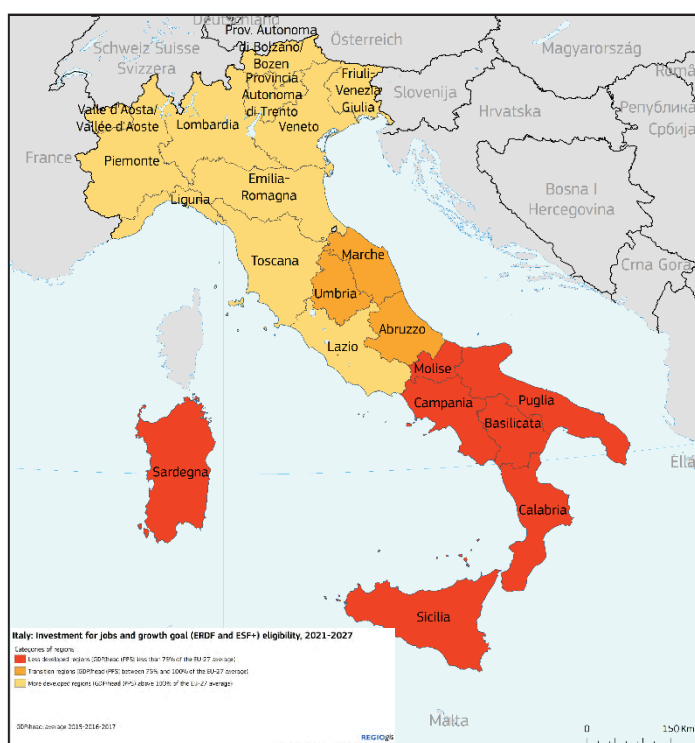 Deutschland
Prov. Autonoma
di Bolzano/
Bozen
Österreich
Magyarország
Schweiz Suisse
Svizzera
Provincia
Autonoma
di Trento
Friuli-
Venezia
Giulia
Slovenija
Hrvatska
Република
Србија
Valle d'Aosta/
Vallée d'Aoste
Lombardia
Veneto
France
Piemonte
Emilia-
Romagna
Bosna I
Hercegovina
Liguria
Toscana
Marche
Crna Gora
Umbria
Abruzzo
Lazio
Molise
Campania
Puglia
Basilicata
Sardegna
Calabria
Sicilia
Malta
Italy: Investment for jobs and growth goal (ERDF and ESF+) eligibility, 2021-2027
Categories of regions
Less developed regions (GDP/head (PPS) less than 75% of the EU-27 average)
Transition regions (GDP/head (PPS) between 75% and 100% of the EU-27 average)
More developed regions (GDP/head (PPS) above 100% of the EU-27 average)
GDP/head: average 2015-2016-2017
REGIOgis
0 150 Km